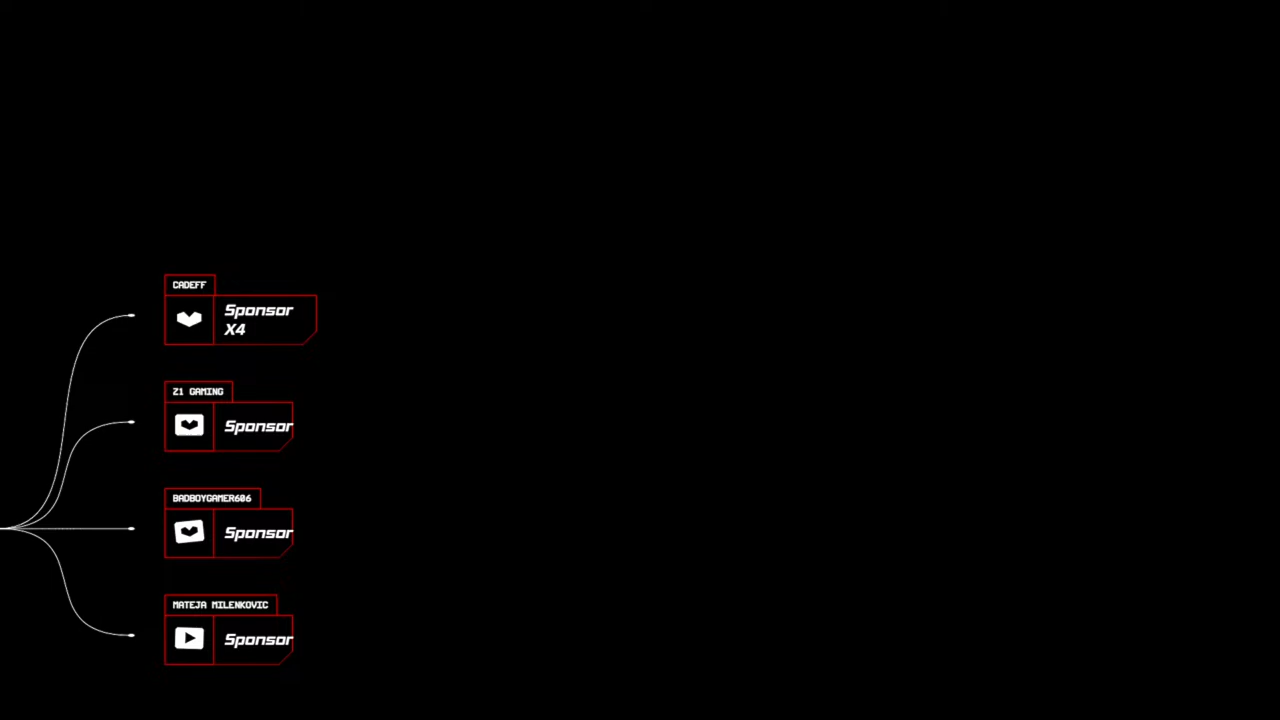 CADEFF
Sponsor
X4
Z1 GAMING
Sponsor
BADBOYGAMER606
Sponsor
MATEJA MILENKOVIC
Sponsor